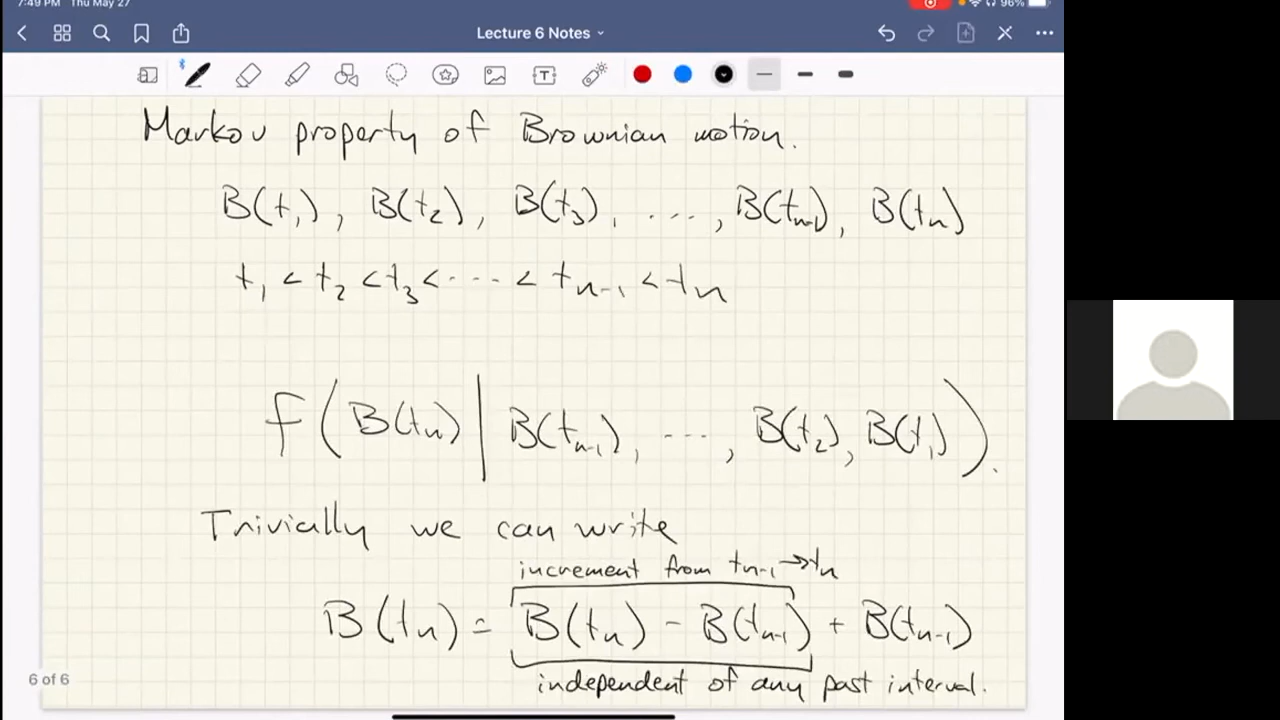 7:49 PM Thu May 27
96%
Lecture 6 Notes
Markov property of Brownian motion.
B(t₁), B(t₂), B(t₃), ..., B(tₙ₋₁), B(tₙ)
t₁ < t₂ < t₃ < ... < tₙ₋₁ < tₙ
f(B(tₙ) | B(tₙ₋₁), ..., B(t₂), B(t₁)).
Trivially we can write
increment from tₙ₋₁ → tₙ
B(tₙ) = B(tₙ) - B(tₙ₋₁) + B(tₙ₋₁)
independent of any past interval.
6 of 6